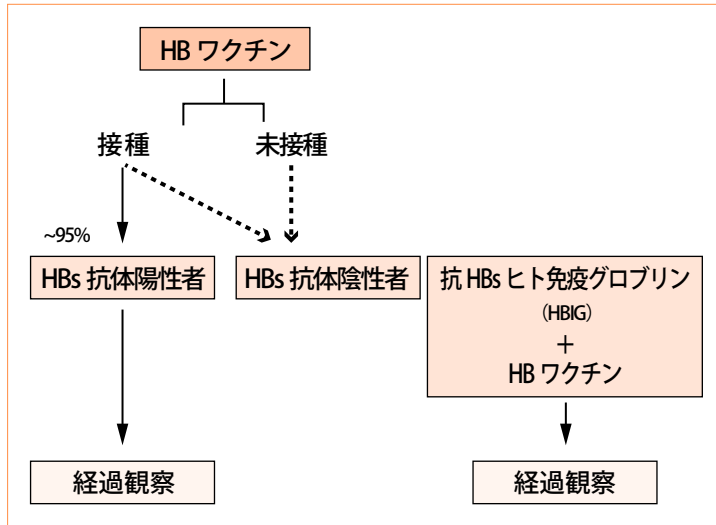 HB ワクチン
接種
未接種
~95%
HBs 抗体陽性者
HBs 抗体陰性者
抗 HBs ヒト免疫グロブリン
(HBIG)
+
HB ワクチン
経過観察
経過観察